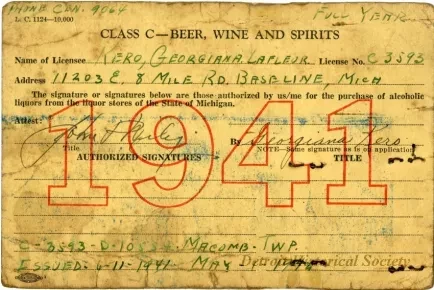 PHONE CON. 9064 FULL YEAR
L. C. 1124—10-000
CLASS C—BEER, WINE AND SPIRITS
Name of Licensee KERO, GEORGIANA LAFLEUR License No. C 3593
Address 11203 E. 8 MILE RD. BASELINE, MICH
The signature or signatures below are those authorized by us/me for the purchase of alcoholic
liquors from the liquor stores of the State of Michigan.
Attest:
John By Georgiana Kero
Title NOTE—Same signature as is on application
AUTHORIZED SIGNATURES TITLE
1941
C-3593-D- MACOMB. TWP.
ISSUED 6-11-1941 MAY
Detroit Historical Society